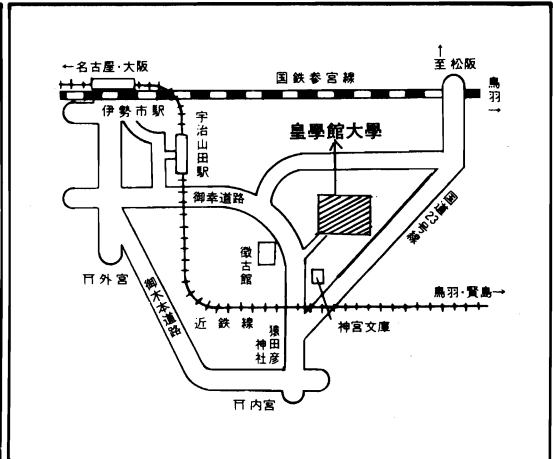 ←名古屋・大阪
国鉄参宮線
↑
至松阪
鳥羽
→
伊勢市駅
宇治山田駅
皇學館大學
御幸道路
国道23号線
徴古館
⛩外宮
御木本道路
鳥羽・賢島→
近鉄線
猿田彦
神社
神宮文庫
⛩内宮